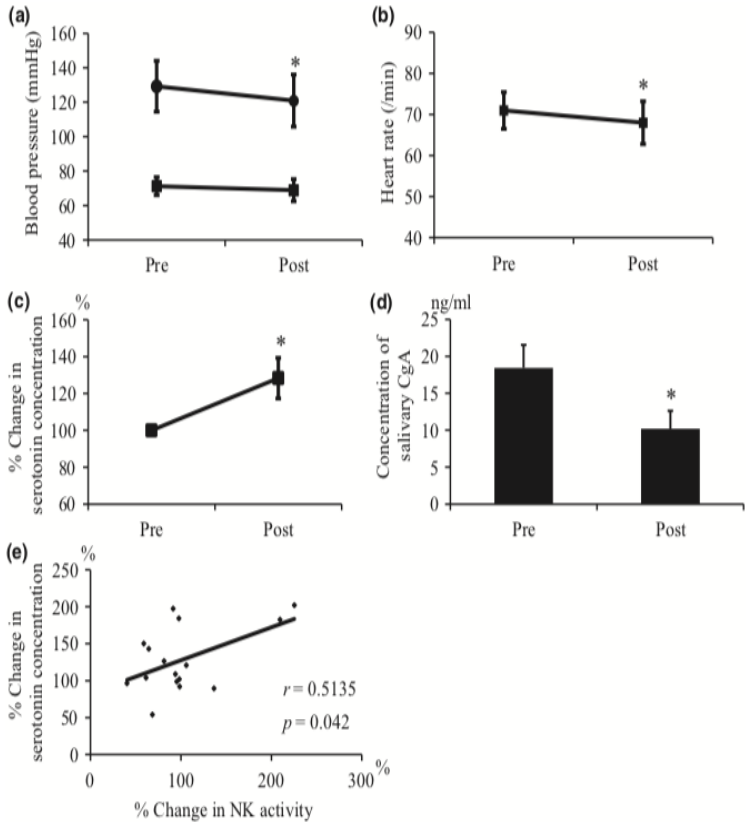 (a)
Blood pressure (mmHg)
160
140
120
100
80
60
40
*
Pre
Post
(b)
Heart rate (/min)
90
80
70
60
50
40
*
Pre
Post
(c)
%
% Change in
serotonin concentration
160
140
120
100
80
60
*
Pre
Post
(d)
ng/ml
Concentration of
salivary CgA
25
20
15
10
5
0
*
Pre
Post
(e)
%
% Change in
serotonin concentration
250
200
150
100
50
0
r = 0.5135
p = 0.042
0
100
200
300
%
% Change in NK activity